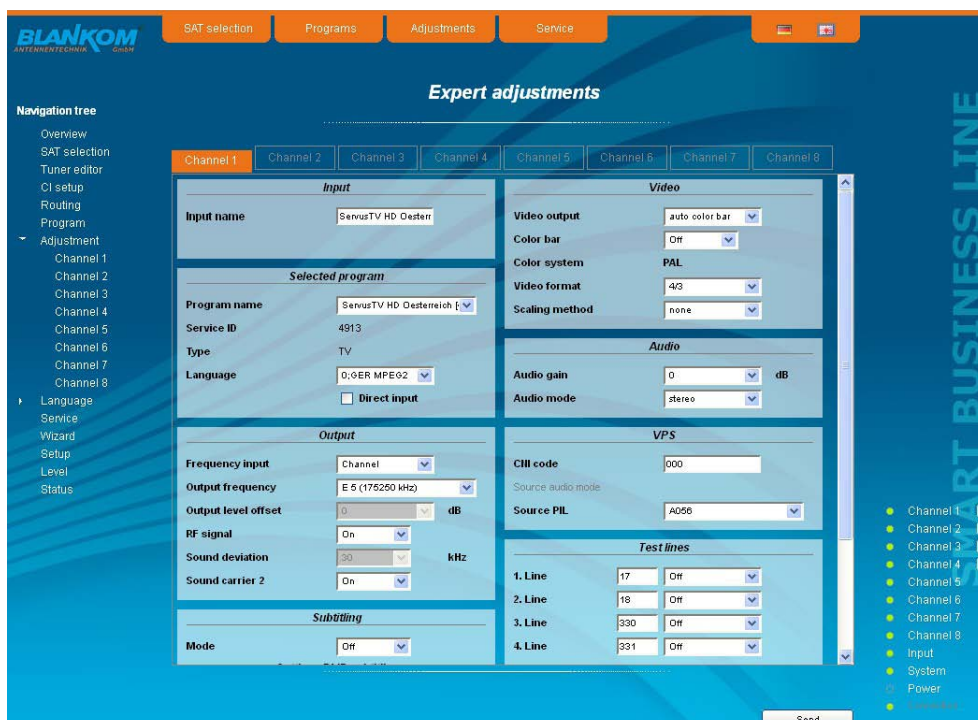 BLANKOM
ANTENNENTECHNIK GmbH
SAT selection
Programs
Adjustments
Service
Expert adjustments
Navigation tree
Overview
SAT selection
Tuner editor
CI setup
Routing
Program
Adjustment
Channel 1
Channel 2
Channel 3
Channel 4
Channel 5
Channel 6
Channel 7
Channel 8
Language
Service
Wizard
Setup
Level
Status
Channel 1 Channel 2 Channel 3 Channel 4 Channel 5 Channel 6 Channel 7 Channel 8
Input
Input name ServusTV HD Oesterr
Selected program
Program name ServusTV HD Oesterreich [
Service ID 4913
Type TV
Language 0;GER MPEG2
Direct input
Output
Frequency input Channel
Output frequency E 5 (175250 kHz)
Output level offset 0 dB
RF signal On
Sound deviation 30 kHz
Sound carrier 2 On
Subtitling
Mode Off
Video
Video output auto color bar
Color bar Off
Color system PAL
Video format 4/3
Scaling method none
Audio
Audio gain 0 dB
Audio mode stereo
VPS
CNI code 000
Source audio mode
Source PIL A056
Test lines
1. Line 17 Off
2. Line 18 Off
3. Line 330 Off
4. Line 331 Off
Send
SMART BUSINESS LINE
Channel 1
Channel 2
Channel 3
Channel 4
Channel 5
Channel 6
Channel 7
Channel 8
Input
System
Power